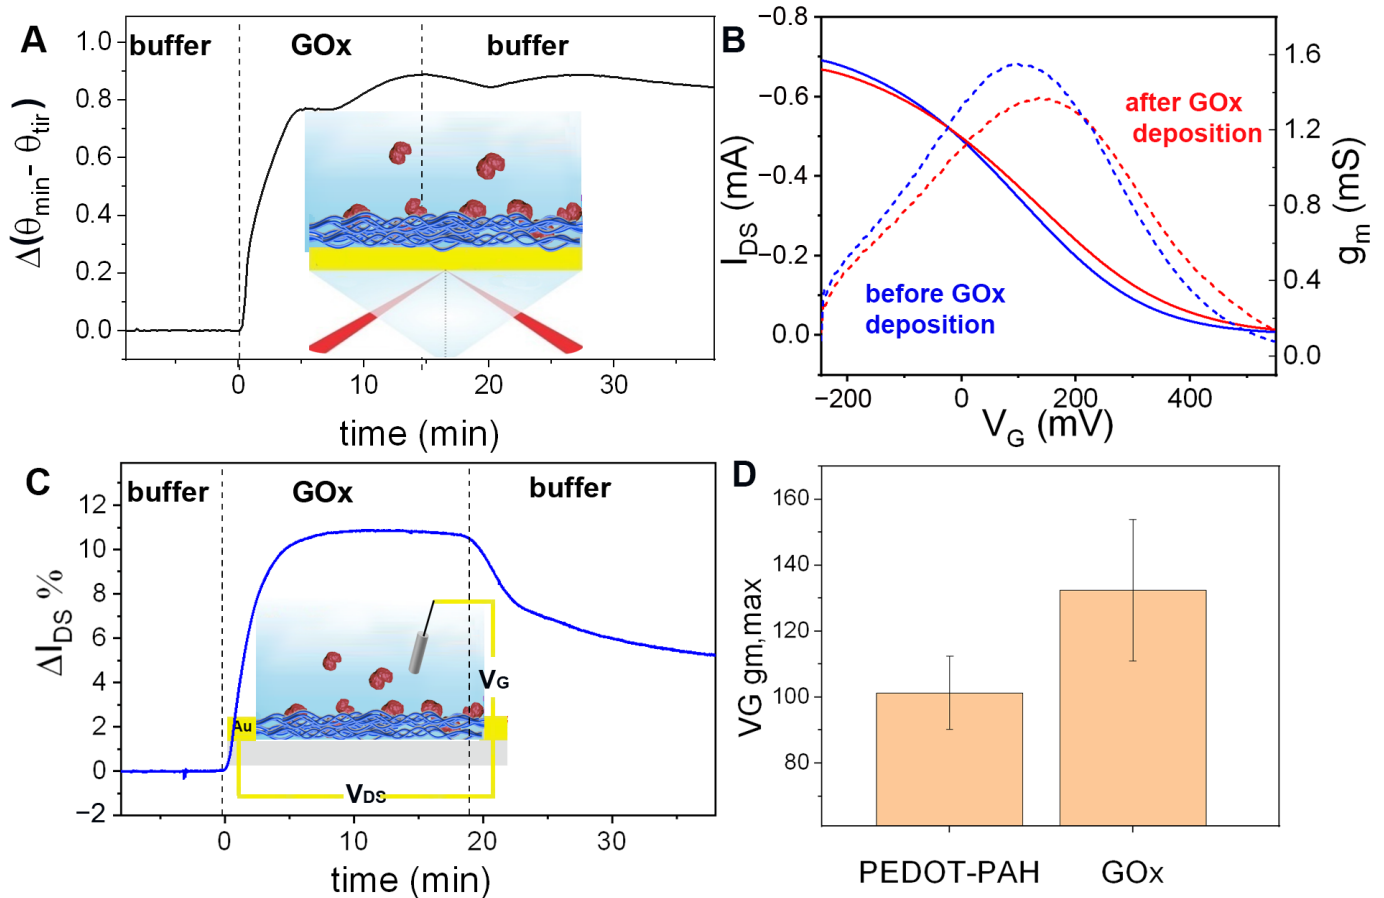 A
buffer
GOx
buffer
1.0
0.8
0.6
0.4
0.2
0.0
Δ(θmin- θtir)
0
10
20
30
time (min)
B
−0.8
−0.6
−0.4
−0.2
0.0
IDS (mA)
1.6
1.2
0.8
0.4
0.0
gm (mS)
after GOx
deposition
before GOx
deposition
−200
0
200
400
VG (mV)
C
buffer
GOx
buffer
12
10
8
6
4
2
0
−2
ΔIDS %
Au
VG
VDS
0
10
20
30
time (min)
D
160
140
120
100
80
VG gm,max
PEDOT-PAH
GOx